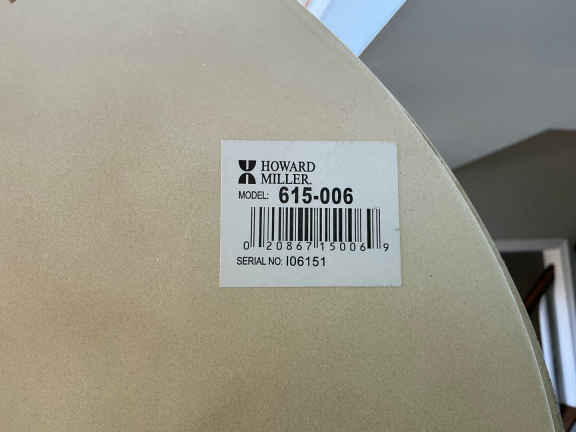 HOWARD
MILLER.
MODEL: 615-006
0 20867 15006 9
SERIAL NO: I06151